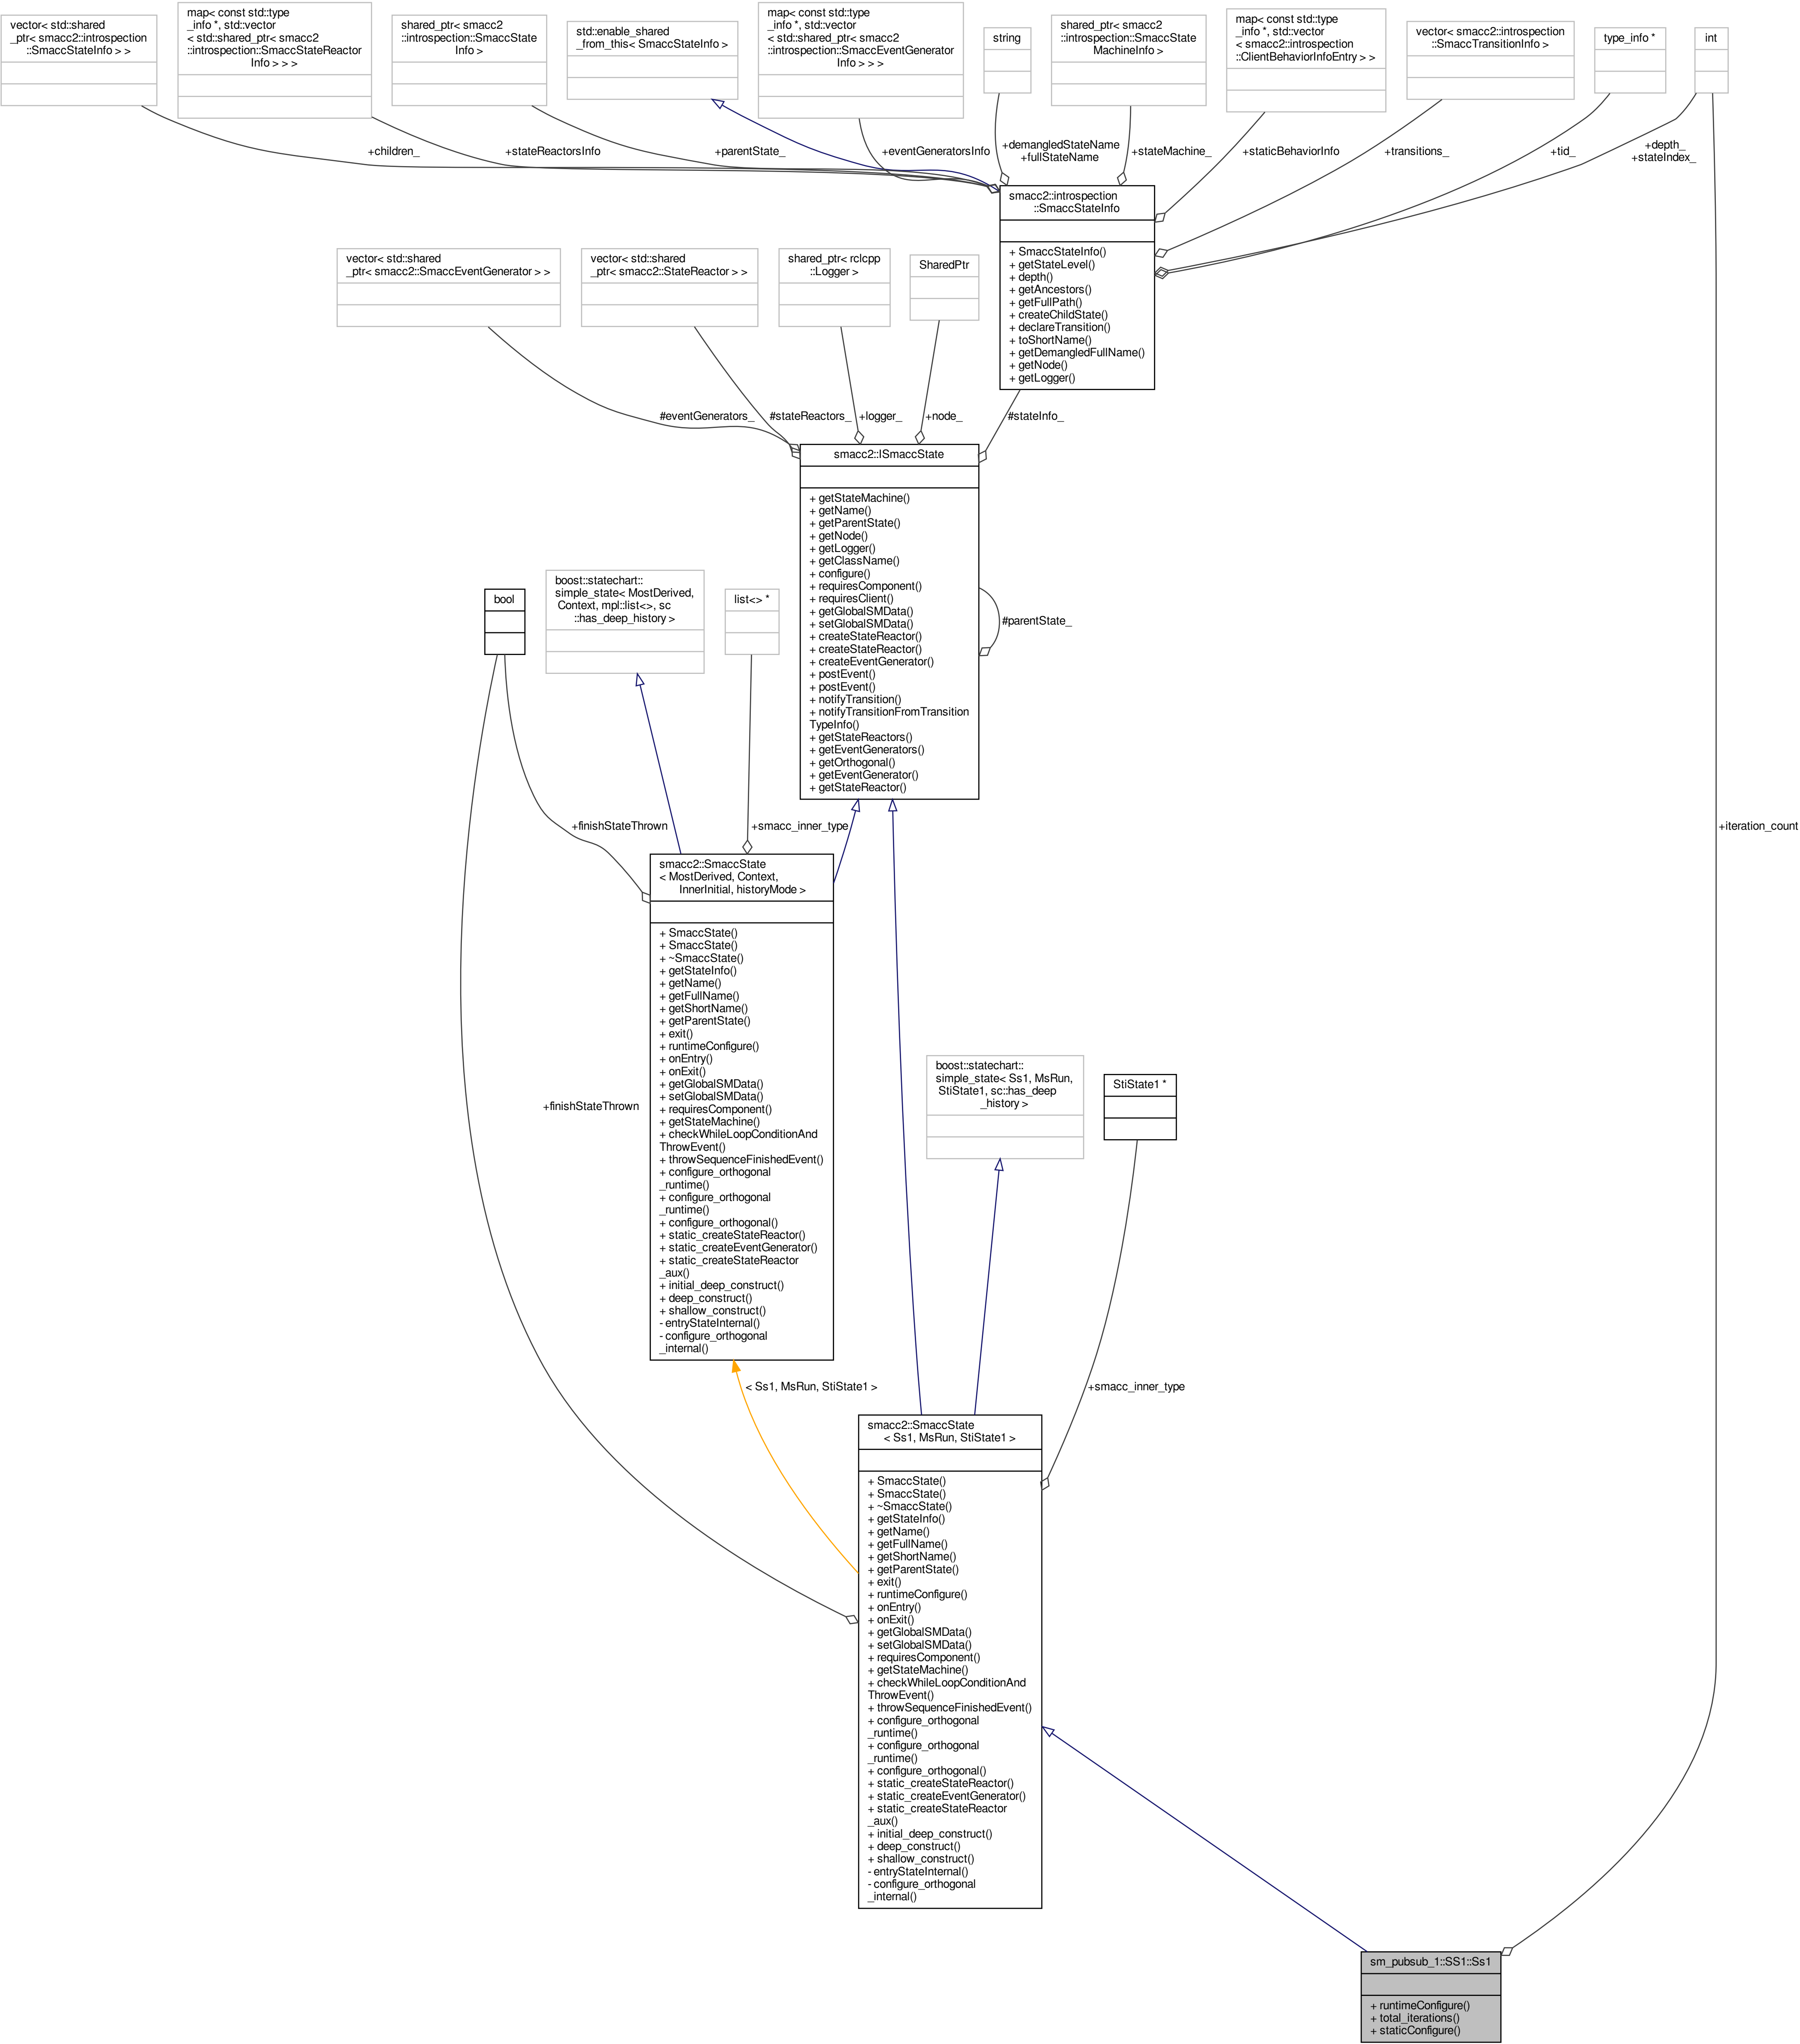 vector< std::shared
_ptr< smacc2::introspection
::SmaccStateInfo > >
map< const std::type
_info *, std::vector
< std::shared_ptr< smacc2
::introspection::SmaccStateReactor
Info > > >
shared_ptr< smacc2
::introspection::SmaccState
Info >
std::enable_shared
_from_this< SmaccStateInfo >
map< const std::type
_info *, std::vector
< std::shared_ptr< smacc2
::introspection::SmaccEventGenerator
Info > > >
string
shared_ptr< smacc2
::introspection::SmaccState
MachineInfo >
map< const std::type
_info *, std::vector
< smacc2::introspection
::ClientBehaviorInfoEntry > >
vector< smacc2::introspection
::SmaccTransitionInfo >
type_info *
int
+children_
+stateReactorsInfo
+parentState_
+eventGeneratorsInfo
+demangledStateName
+fullStateName
+stateMachine_
+staticBehaviorInfo
+transitions_
+tid_
+depth_
+stateIndex_
smacc2::introspection
::SmaccStateInfo
+ SmaccStateInfo()
+ getStateLevel()
+ depth()
+ getAncestors()
+ getFullPath()
+ createChildState()
+ declareTransition()
+ toShortName()
+ getDemangledFullName()
+ getNode()
+ getLogger()
vector< std::shared
_ptr< smacc2::SmaccEventGenerator > >
vector< std::shared
_ptr< smacc2::StateReactor > >
shared_ptr< rclcpp
::Logger >
SharedPtr
#eventGenerators_
#stateReactors_
+logger_
+node_
#stateInfo_
smacc2::ISmaccState
+ getStateMachine()
+ getName()
+ getParentState()
+ getNode()
+ getLogger()
+ getClassName()
+ configure()
+ requiresComponent()
+ requiresClient()
+ getGlobalSMData()
+ setGlobalSMData()
+ createStateReactor()
+ createStateReactor()
+ createEventGenerator()
+ postEvent()
+ postEvent()
+ notifyTransition()
+ notifyTransitionFromTransition
TypeInfo()
+ getStateReactors()
+ getEventGenerators()
+ getOrthogonal()
+ getEventGenerator()
+ getStateReactor()
#parentState_
bool
boost::statechart::
simple_state< MostDerived,
Context, mpl::list<>, sc
::has_deep_history >
list<> *
+finishStateThrown
+smacc_inner_type
+iteration_count
smacc2::SmaccState
< MostDerived, Context,
InnerInitial, historyMode >
+ SmaccState()
+ SmaccState()
+ ~SmaccState()
+ getStateInfo()
+ getName()
+ getFullName()
+ getShortName()
+ getParentState()
+ exit()
+ runtimeConfigure()
+ onEntry()
+ onExit()
+ getGlobalSMData()
+ setGlobalSMData()
+ requiresComponent()
+ getStateMachine()
+ checkWhileLoopConditionAnd
ThrowEvent()
+ throwSequenceFinishedEvent()
+ configure_orthogonal
_runtime()
+ configure_orthogonal
_runtime()
+ configure_orthogonal()
+ static_createStateReactor()
+ static_createEventGenerator()
+ static_createStateReactor
_aux()
+ initial_deep_construct()
+ deep_construct()
+ shallow_construct()
- entryStateInternal()
- configure_orthogonal
_internal()
+finishStateThrown
boost::statechart::
simple_state< Ss1, MsRun,
StiState1, sc::has_deep
_history >
StiState1 *
< Ss1, MsRun, StiState1 >
+smacc_inner_type
smacc2::SmaccState
< Ss1, MsRun, StiState1 >
+ SmaccState()
+ SmaccState()
+ ~SmaccState()
+ getStateInfo()
+ getName()
+ getFullName()
+ getShortName()
+ getParentState()
+ exit()
+ runtimeConfigure()
+ onEntry()
+ onExit()
+ getGlobalSMData()
+ setGlobalSMData()
+ requiresComponent()
+ getStateMachine()
+ checkWhileLoopConditionAnd
ThrowEvent()
+ throwSequenceFinishedEvent()
+ configure_orthogonal
_runtime()
+ configure_orthogonal
_runtime()
+ configure_orthogonal()
+ static_createStateReactor()
+ static_createEventGenerator()
+ static_createStateReactor
_aux()
+ initial_deep_construct()
+ deep_construct()
+ shallow_construct()
- entryStateInternal()
- configure_orthogonal
_internal()
sm_pubsub_1::SS1::Ss1
+ runtimeConfigure()
+ total_iterations()
+ staticConfigure()